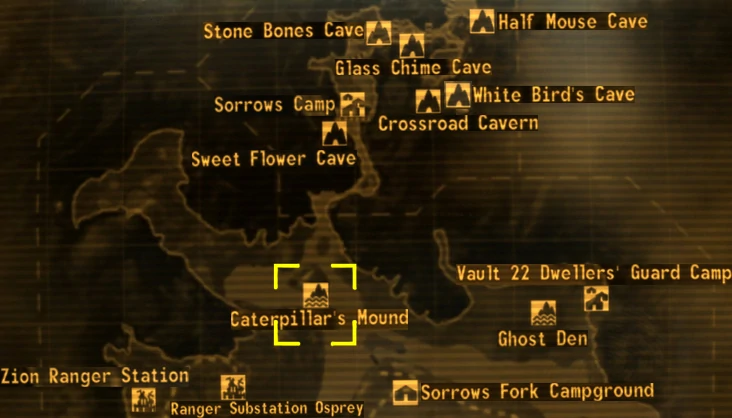 Stone Bones Cave
Half Mouse Cave
Glass Chime Cave
Sorrows Camp
White Bird's Cave
Crossroad Cavern
Sweet Flower Cave
Vault 22 Dwellers' Guard Camp
Caterpillar's Mound
Ghost Den
Zion Ranger Station
Ranger Substation Osprey
Sorrows Fork Campground